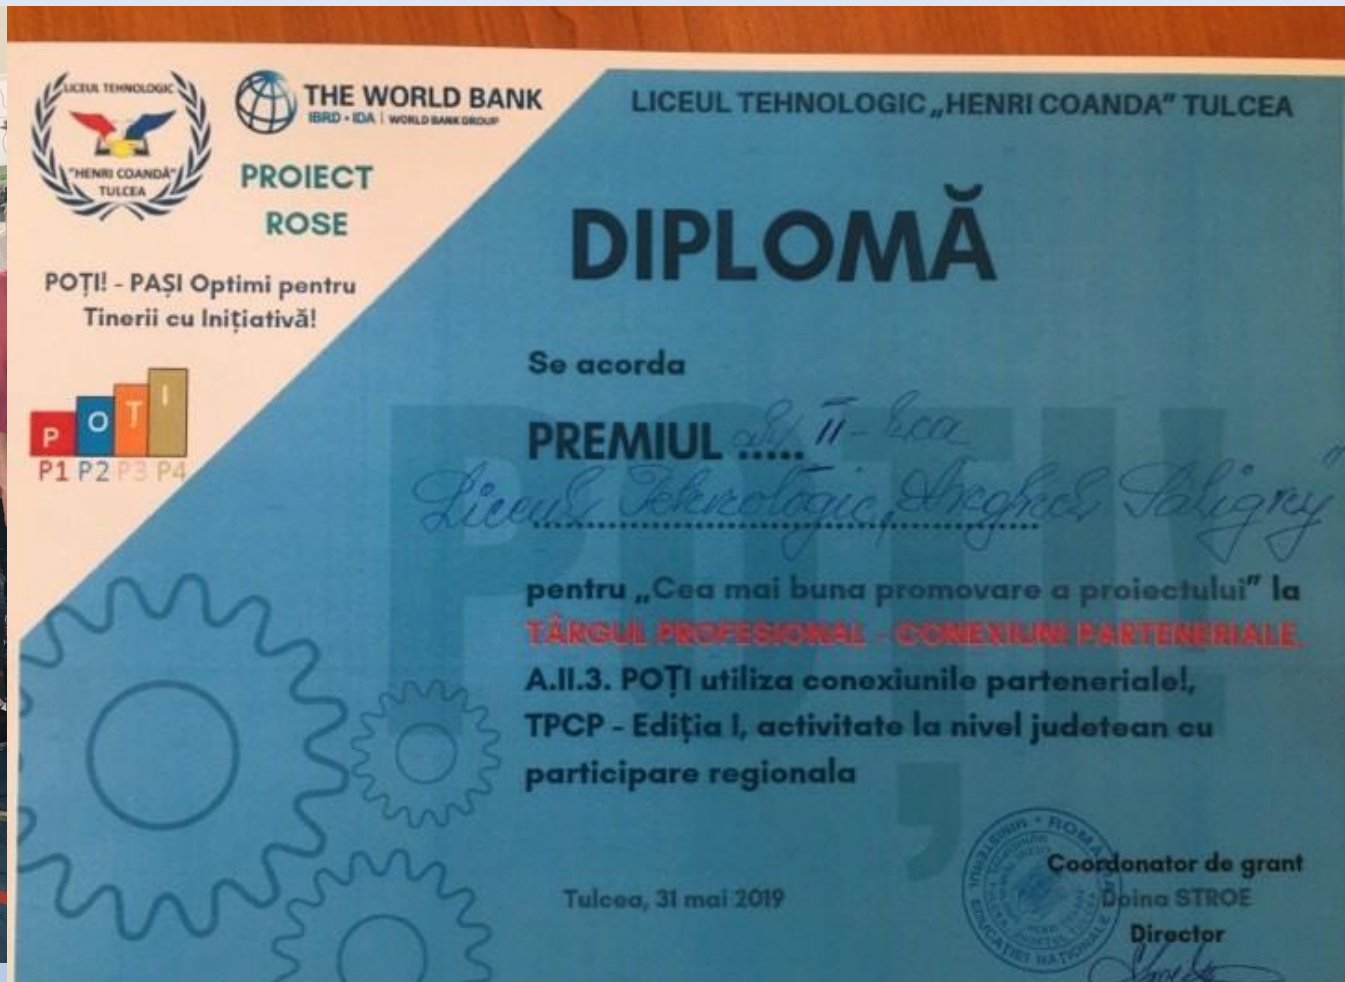 LICEUL TEHNOLOGIC
"HENRI COANDĂ"
TULCEA
THE WORLD BANK
IBRD • IDA | WORLD BANK GROUP
PROIECT
ROSE
POȚI! - PAȘI Optimi pentru
Tinerii cu Inițiativă!
P O Ț I
P1 P2 P3 P4
LICEUL TEHNOLOGIC „HENRI COANDA” TULCEA
DIPLOMĂ
Se acorda
PREMIUL ..... al II-lea
Liceul Tehnologic „Anghel Saligny”
pentru „Cea mai buna promovare a proiectului” la
TÂRGUL PROFESIONAL - CONEXIUNI PARTENERIALE,
A.II.3. POȚI utiliza conexiunile parteneriale!,
TPCP - Ediția I, activitate la nivel judetean cu
participare regionala
POȚI!
Tulcea, 31 mai 2019
Coordonator de grant
Doina STROE
Director